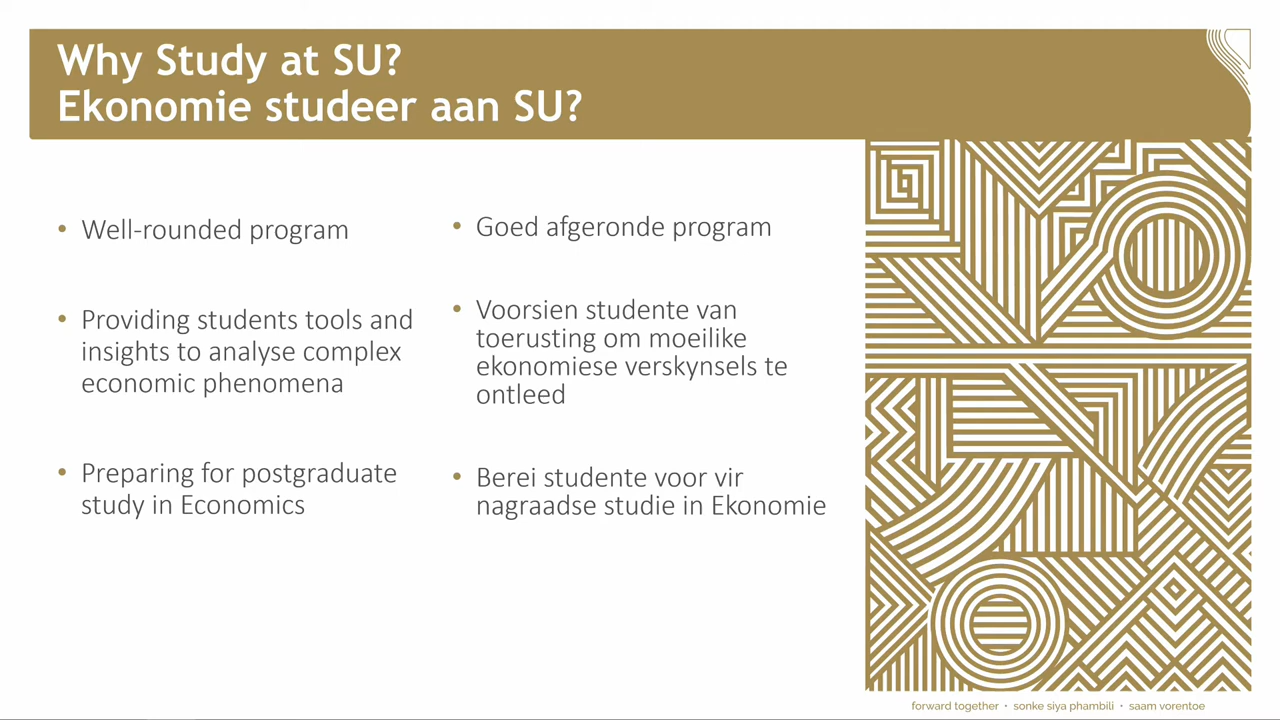 Why Study at SU?
Ekonomie studeer aan SU?
• Well-rounded program
• Providing students tools and
insights to analyse complex
economic phenomena
• Preparing for postgraduate
study in Economics
• Goed afgeronde program
• Voorsien studente van
toerusting om moeilike
ekonomiese verskynsels te
ontleed
• Berei studente voor vir
nagraadse studie in Ekonomie
forward together • sonke siya phambili • saam vorentoe